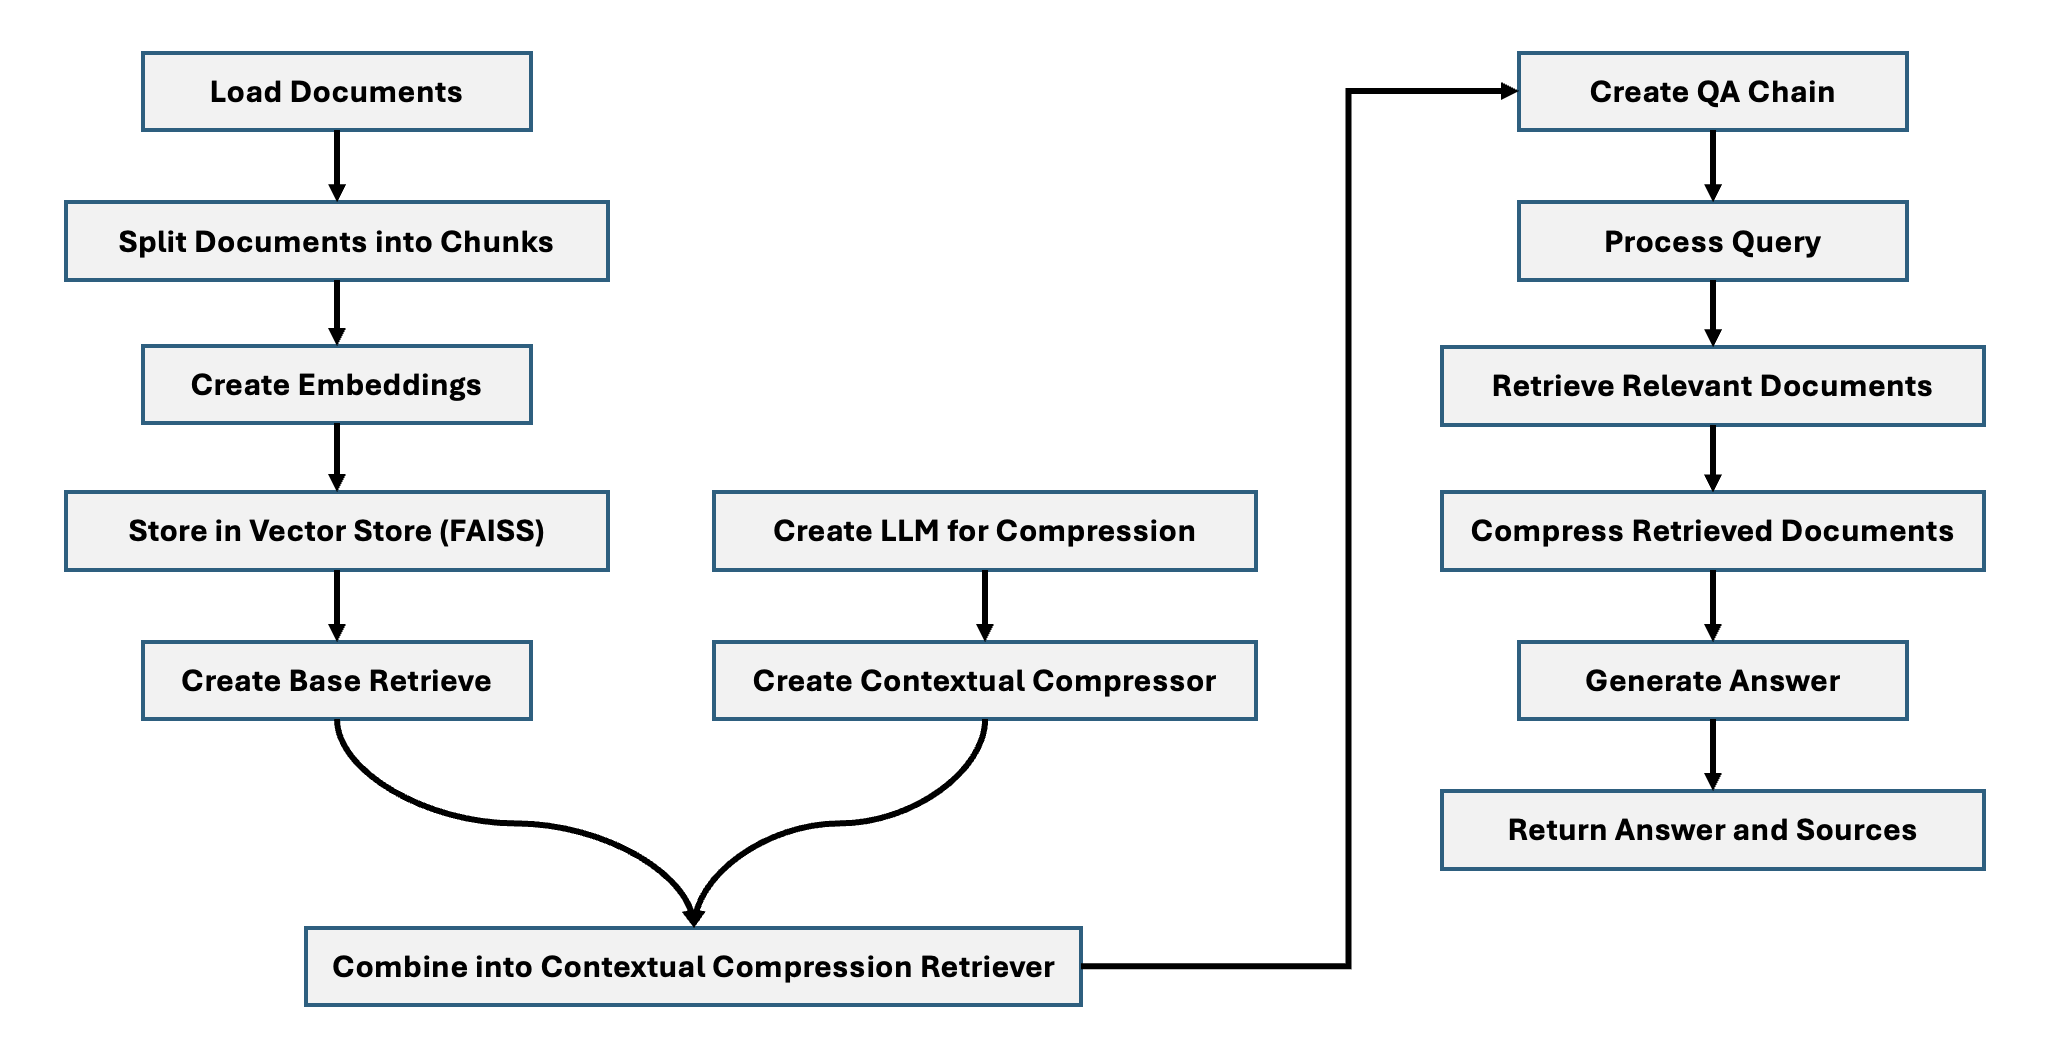 Load Documents
Split Documents into Chunks
Create Embeddings
Store in Vector Store (FAISS)
Create Base Retrieve
Create LLM for Compression
Create Contextual Compressor
Combine into Contextual Compression Retriever
Create QA Chain
Process Query
Retrieve Relevant Documents
Compress Retrieved Documents
Generate Answer
Return Answer and Sources